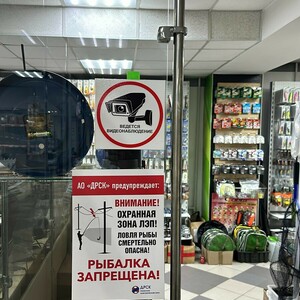 ВЕДЕТСЯ
ВИДЕОНАБЛЮДЕНИЕ
АО «ДРСК» предупреждает:
ВНИМАНИЕ!
ОХРАННАЯ
ЗОНА ЛЭП!
ЛОВЛЯ РЫБЫ
СМЕРТЕЛЬНО
ОПАСНА!
РЫБАЛКА
ЗАПРЕЩЕНА!
ДРСК